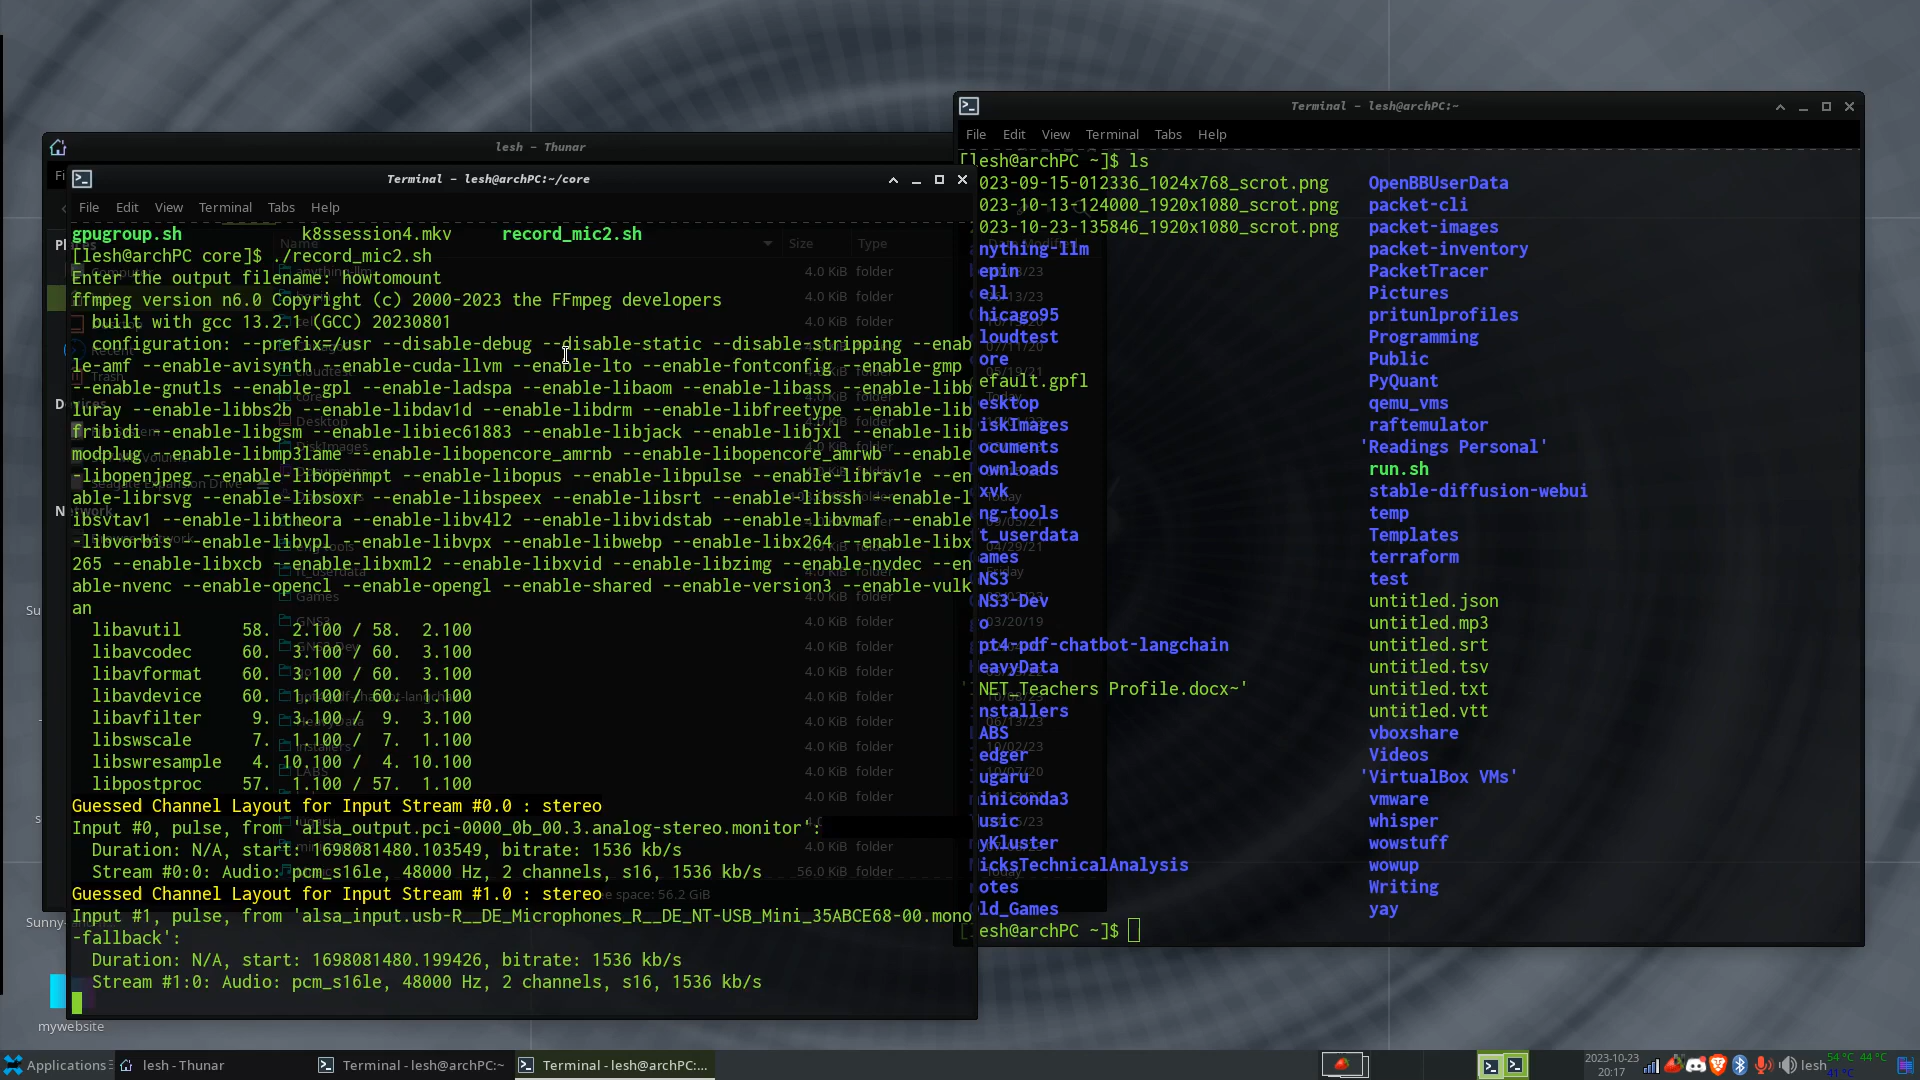 lesh - Thunar
Terminal - lesh@archPC:~/core
File Edit View Terminal Tabs Help
gpugroup.sh k8ssession4.mkv record_mic2.sh
[lesh@archPC core]$ ./record_mic2.sh
Enter the output filename: howtomount
ffmpeg version n6.0 Copyright (c) 2000-2023 the FFmpeg developers
built with gcc 13.2.1 (GCC) 20230801
configuration: --prefix=/usr --disable-debug --disable-static --disable-stripping --enab
le-amf --enable-avisynth --enable-cuda-llvm --enable-lto --enable-fontconfig --enable-gmp
--enable-gnutls --enable-gpl --enable-ladspa --enable-libaom --enable-libass --enable-libb
luray --enable-libbs2b --enable-libdav1d --enable-libdrm --enable-libfreetype --enable-lib
fribidi --enable-libgsm --enable-libiec61883 --enable-libjack --enable-libjxl --enable-lib
modplug --enable-libmp3lame --enable-libopencore_amrnb --enable-libopencore_amrwb --enable
-libopenjpeg --enable-libopenmpt --enable-libopus --enable-libpulse --enable-librav1e --en
able-librsvg --enable-libsoxr --enable-libspeex --enable-libsrt --enable-libssh --enable-l
ibsvtav1 --enable-libtheora --enable-libv4l2 --enable-libvidstab --enable-libvmaf --enable
-libvorbis --enable-libvpl --enable-libvpx --enable-libwebp --enable-libx264 --enable-libx
265 --enable-libxcb --enable-libxml2 --enable-libxvid --enable-libzimg --enable-nvdec --en
able-nvenc --enable-opencl --enable-opengl --enable-shared --enable-version3 --enable-vulk
an
libavutil 58. 2.100 / 58. 2.100
libavcodec 60. 3.100 / 60. 3.100
libavformat 60. 3.100 / 60. 3.100
libavdevice 60. 1.100 / 60. 1.100
libavfilter 9. 3.100 / 9. 3.100
libswscale 7. 1.100 / 7. 1.100
libswresample 4. 10.100 / 4. 10.100
libpostproc 57. 1.100 / 57. 1.100
Guessed Channel Layout for Input Stream #0.0 : stereo
Input #0, pulse, from 'alsa_output.pci-0000_0b_00.3.analog-stereo.monitor':
Duration: N/A, start: 1698081480.103549, bitrate: 1536 kb/s
Stream #0:0: Audio: pcm_s16le, 48000 Hz, 2 channels, s16, 1536 kb/s
Guessed Channel Layout for Input Stream #1.0 : stereo
Input #1, pulse, from 'alsa_input.usb-R__DE_Microphones_R__DE_NT-USB_Mini_35ABCE68-00.mono
-fallback':
Duration: N/A, start: 1698081480.199426, bitrate: 1536 kb/s
Stream #1:0: Audio: pcm_s16le, 48000 Hz, 2 channels, s16, 1536 kb/s
Terminal - lesh@archPC:~
File Edit View Terminal Tabs Help
[lesh@archPC ~]$ ls
023-09-15-012336_1024x768_scrot.png OpenBBUserData
023-10-13-124000_1920x1080_scrot.png packet-cli
023-10-23-135846_1920x1080_scrot.png packet-images
nything-llm packet-inventory
epin PacketTracer
ell Pictures
hicago95 pritunlprofiles
loudtest Programming
ore Public
efault.gpfl PyQuant
esktop qemu_vms
iskImages raftemulator
ocuments 'Readings Personal'
ownloads run.sh
xvk stable-diffusion-webui
ng-tools temp
t_userdata Templates
ames terraform
NS3 test
NS3-Dev untitled.json
o untitled.mp3
pt4-pdf-chatbot-langchain untitled.srt
eavyData untitled.tsv
' NET_Teachers Profile.docx~' untitled.txt
nstallers untitled.vtt
ABS vboxshare
edger Videos
ugaru 'VirtualBox VMs'
iniconda3 vmware
usic whisper
yKluster wowstuff
icksTechnicalAnalysis wowup
otes Writing
ld_Games yay
[lesh@archPC ~]$
mywebsite
Applications lesh - Thunar Terminal - lesh@archPC:~ Terminal - lesh@archPC:... 2023-10-23 20:17 lesh 54 °C 44 °C 41 °C